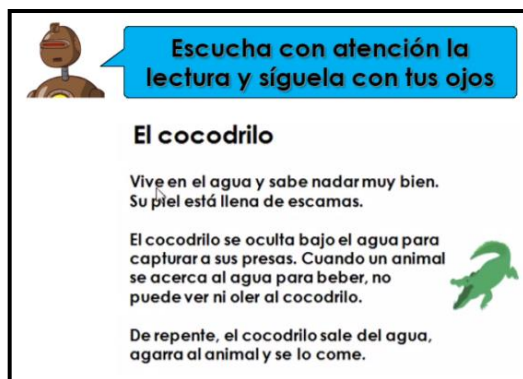 Escucha con atención la
lectura y síguela con tus ojos
El cocodrilo
Vive en el agua y sabe nadar muy bien.
Su piel está llena de escamas.
El cocodrilo se oculta bajo el agua para
capturar a sus presas. Cuando un animal
se acerca al agua para beber, no
puede ver ni oler al cocodrilo.
De repente, el cocodrilo sale del agua,
agarra al animal y se lo come.